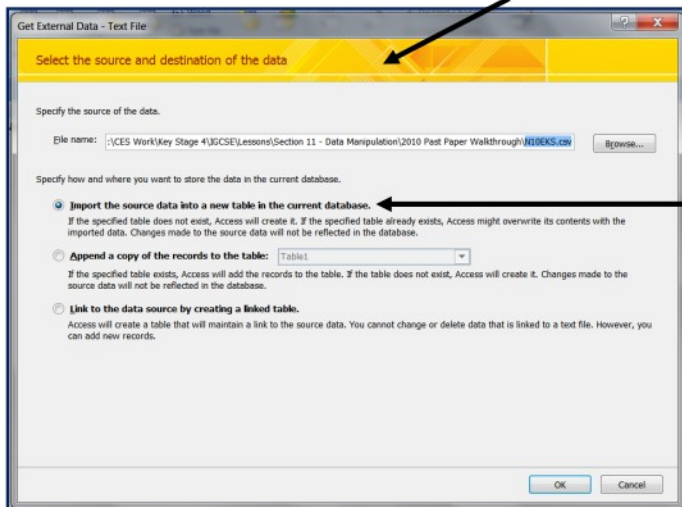 Get External Data - Text File
Select the source and destination of the data
Specify the source of the data.
File name: :\CES Work\Key Stage 4\IGCSE\Lessons\Section 11 - Data Manipulation\2010 Past Paper Walkthrough\N10EKS.csv Browse...
Specify how and where you want to store the data in the current database.
Import the source data into a new table in the current database.
If the specified table does not exist, Access will create it. If the specified table already exists, Access might overwrite its contents with the
imported data. Changes made to the source data will not be reflected in the database.
Append a copy of the records to the table: Table1
If the specified table exists, Access will add the records to the table. If the table does not exist, Access will create it. Changes made to the
source data will not be reflected in the database.
Link to the data source by creating a linked table.
Access will create a table that will maintain a link to the source data. You cannot change or delete data that is linked to a text file. However, you
can add new records.
OK Cancel